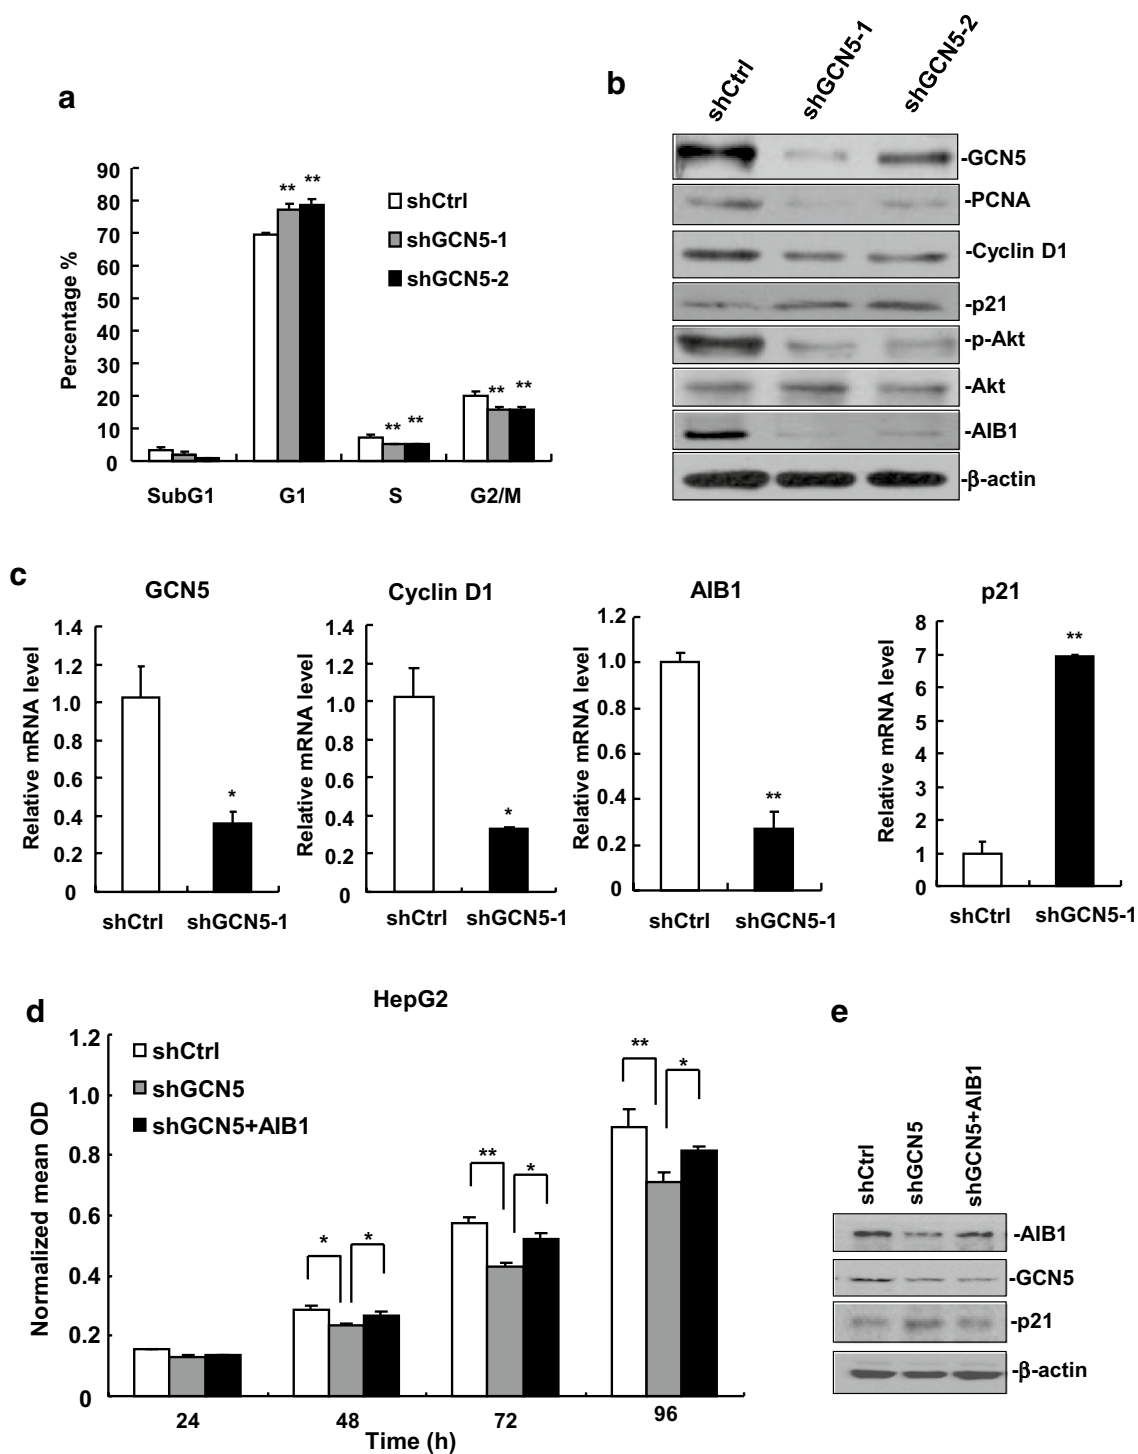 a
Percentage %
90
80
70
60
50
40
30
20
10
0
** **
** **
** **
shCtrl
shGCN5-1
shGCN5-2
SubG1 G1 S G2/M
b
shCtrl shGCN5-1 shGCN5-2
-GCN5
-PCNA
-Cyclin D1
-p21
-p-Akt
-Akt
-AIB1
-β-actin
c
GCN5
Relative mRNA level
1.4
1.2
1.0
0.8
0.6
0.4
0.2
0
*
shCtrl shGCN5-1
Cyclin D1
Relative mRNA level
1.4
1.2
1.0
0.8
0.6
0.4
0.2
0
*
shCtrl shGCN5-1
AIB1
Relative mRNA level
1.2
1.0
0.8
0.6
0.4
0.2
0
**
shCtrl shGCN5-1
p21
Relative mRNA level
8
7
6
5
4
3
2
1
0
**
shCtrl shGCN5-1
d
HepG2
Normalized mean OD
1.2
1.0
0.8
0.6
0.4
0.2
0
shCtrl
shGCN5
shGCN5+AIB1
* *
** *
** *
24 48 72 96
Time (h)
e
shCtrl shGCN5 shGCN5+AIB1
-AIB1
-GCN5
-p21
-β-actin